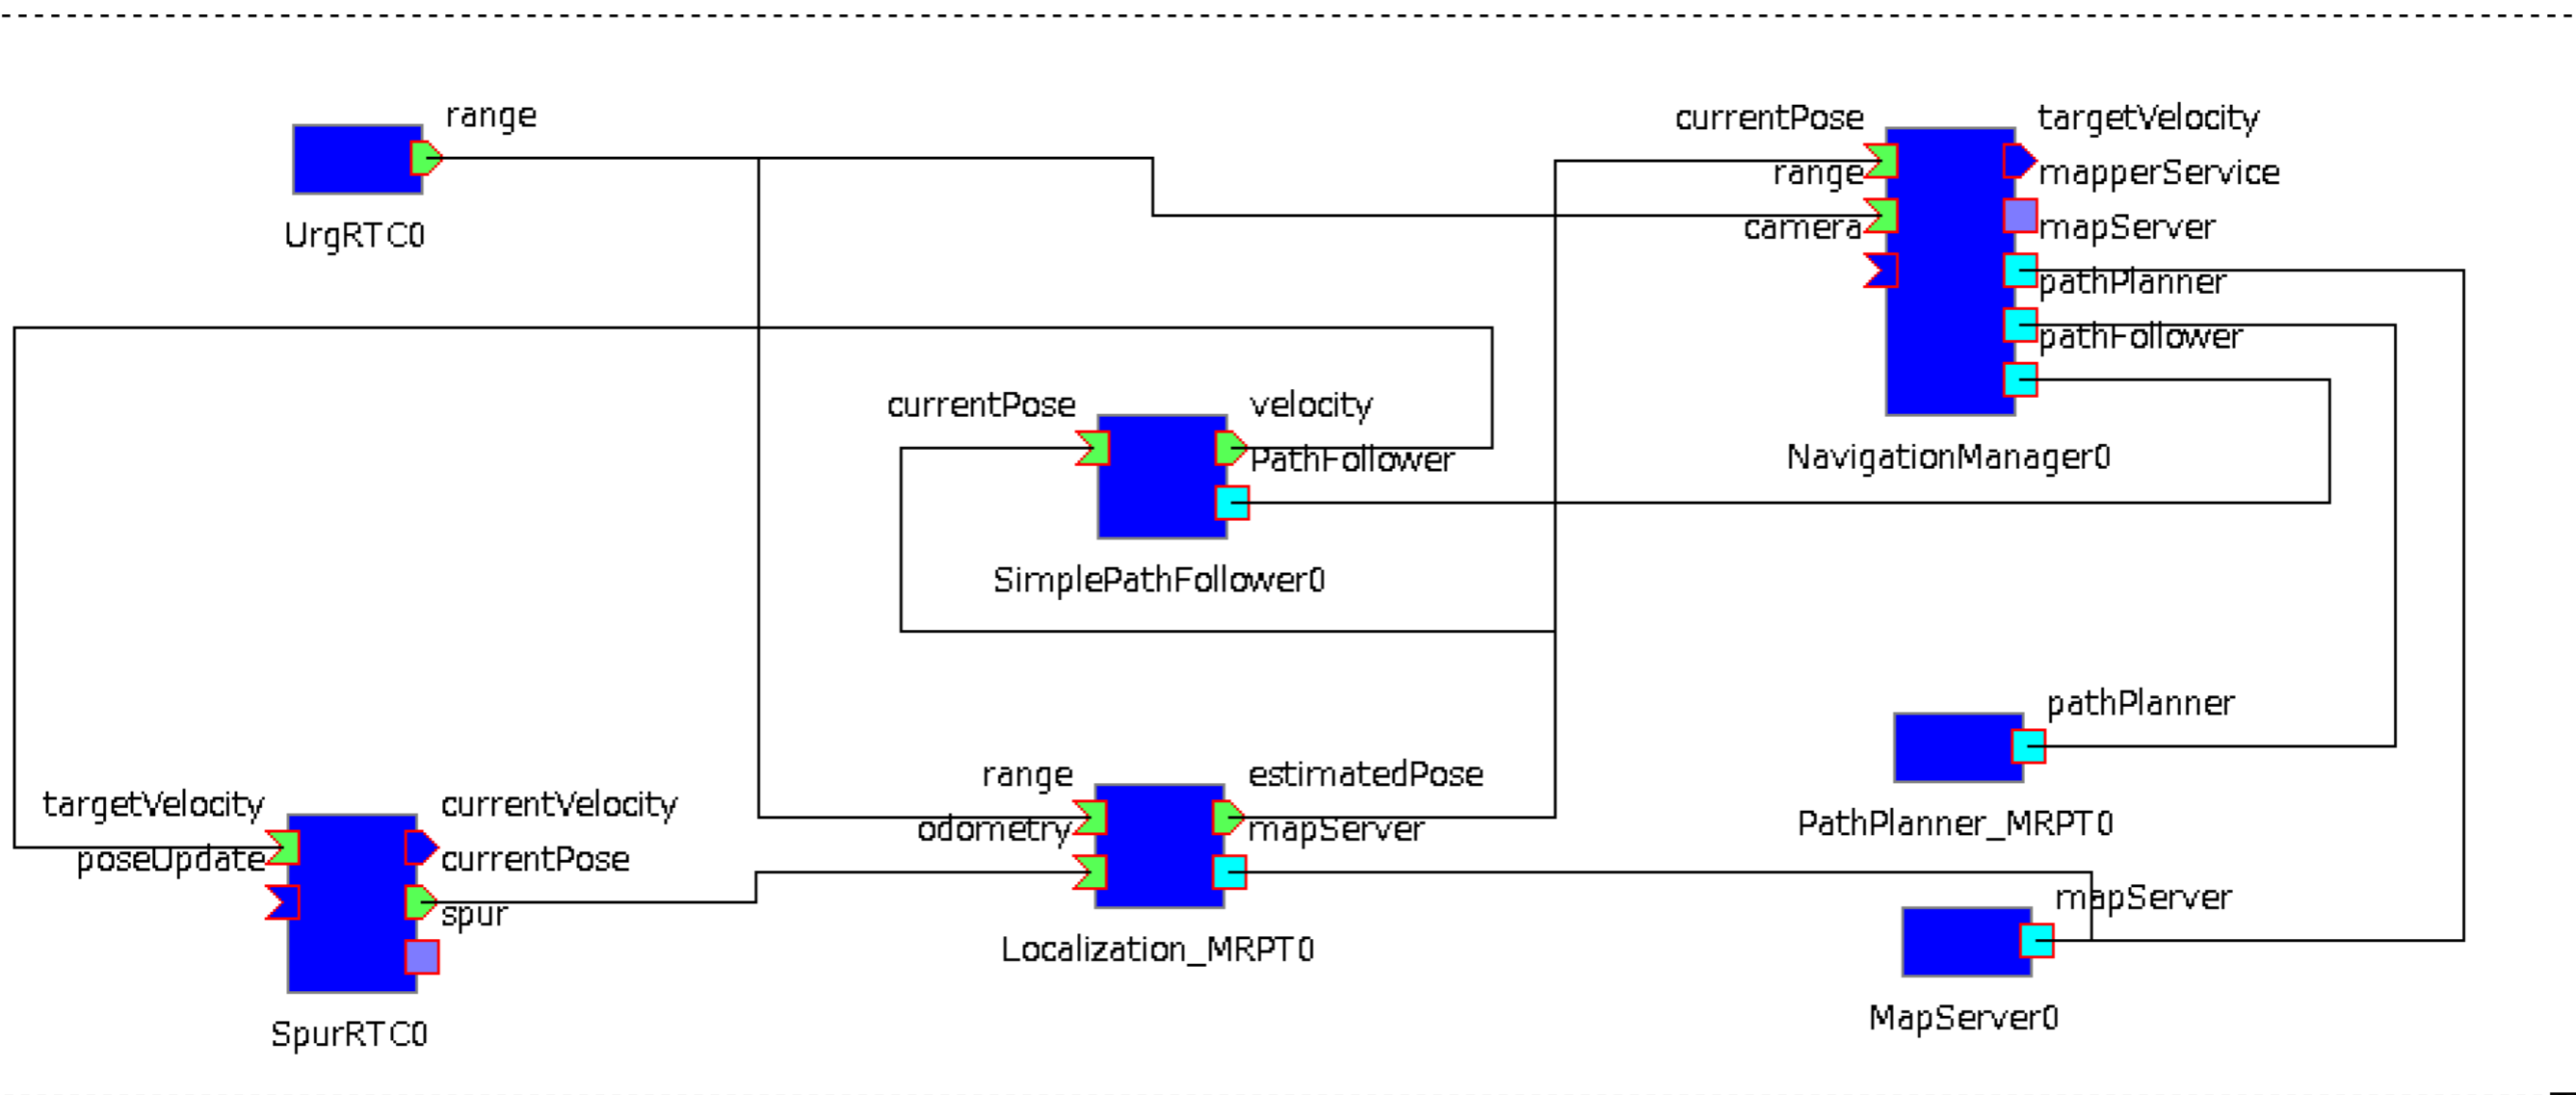 range
UrgRTC0
currentPose
range
camera
targetVelocity
mapperService
mapServer
pathPlanner
pathFollower
NavigationManager0
currentPose
velocity
PathFollower
SimplePathFollower0
pathPlanner
PathPlanner_MRPT0
range
odometry
estimatedPose
mapServer
Localization_MRPT0
targetVelocity
poseUpdate
currentVelocity
currentPose
spur
SpurRTC0
mapServer
MapServer0